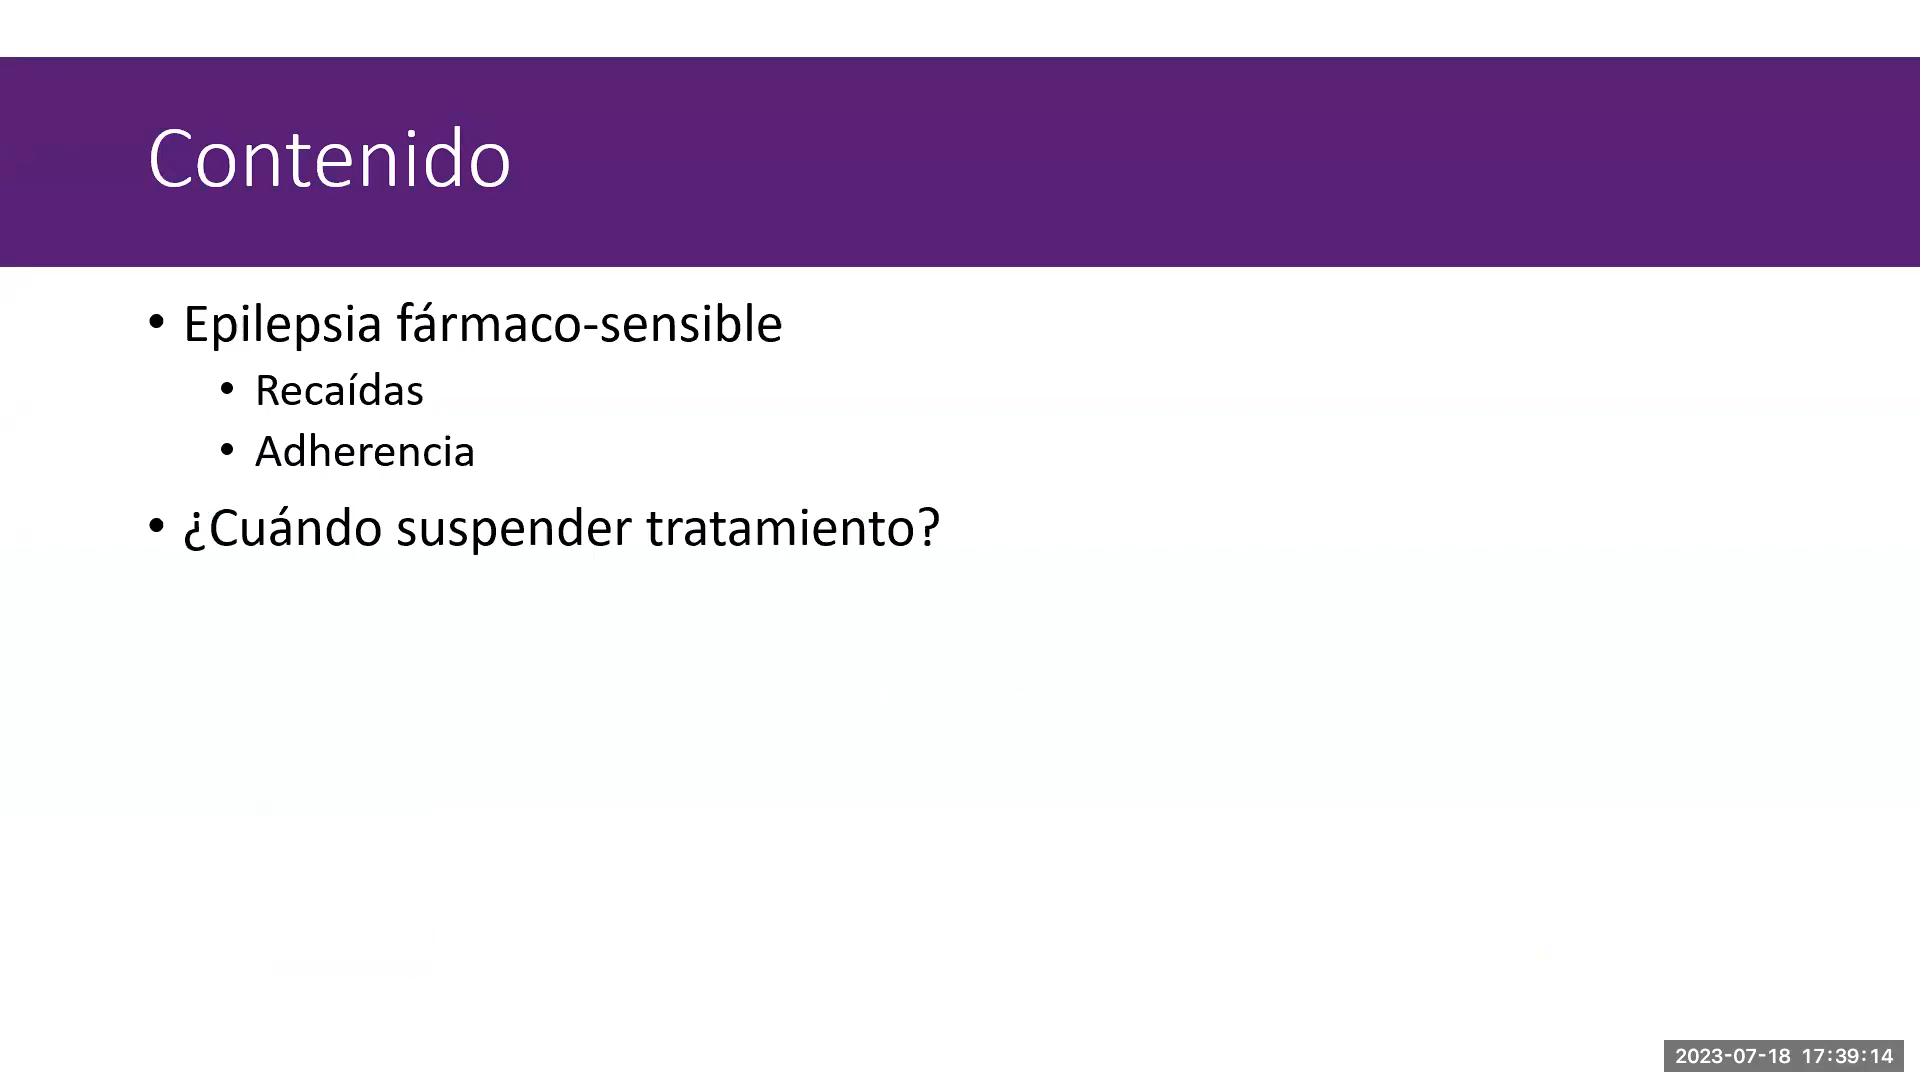 Contenido
• Epilepsia fármaco-sensible
• Recaídas
• Adherencia
• ¿Cuándo suspender tratamiento?
2023-07-18 17:39:14